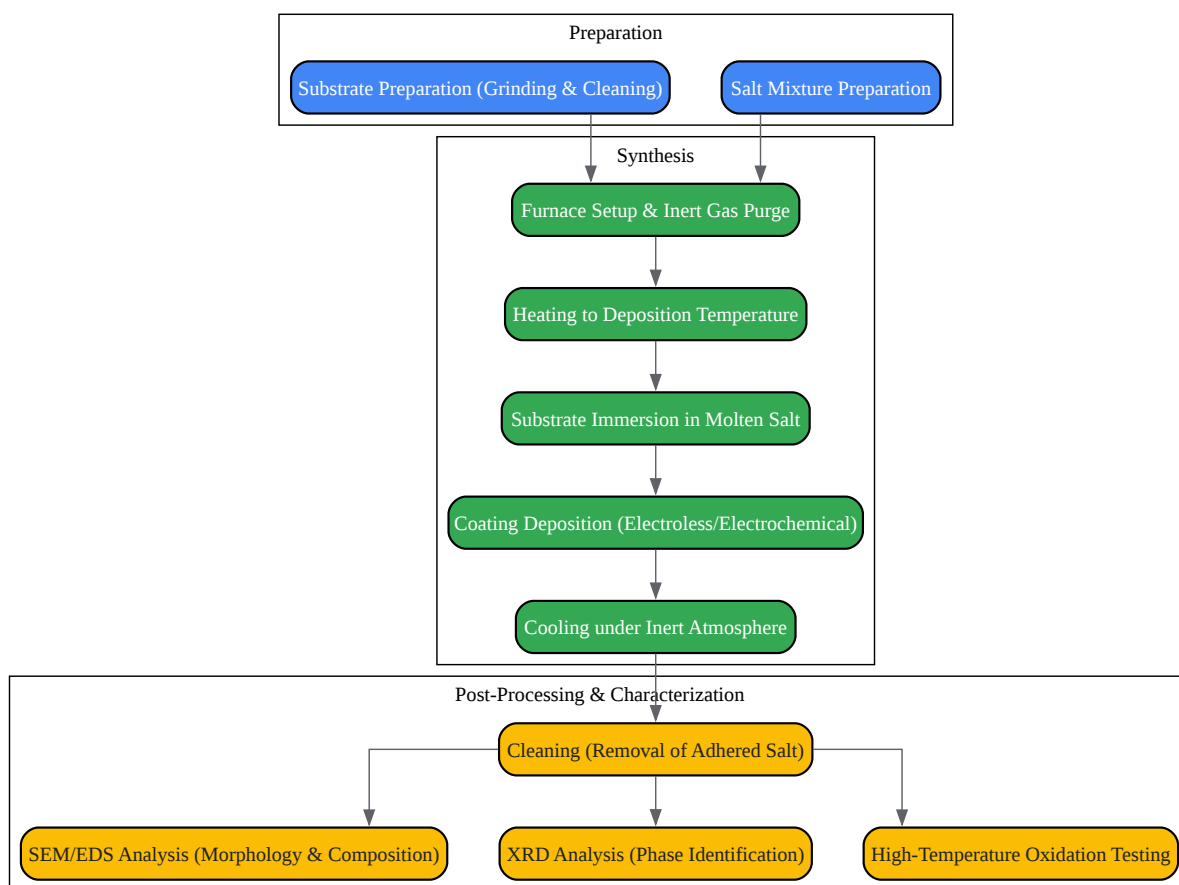 Preparation
Substrate Preparation (Grinding & Cleaning)
Salt Mixture Preparation
Synthesis
Furnace Setup & Inert Gas Purge
Heating to Deposition Temperature
Substrate Immersion in Molten Salt
Coating Deposition (Electroless/Electrochemical)
Cooling under Inert Atmosphere
Post-Processing & Characterization
Cleaning (Removal of Adhered Salt)
SEM/EDS Analysis (Morphology & Composition)
XRD Analysis (Phase Identification)
High-Temperature Oxidation Testing